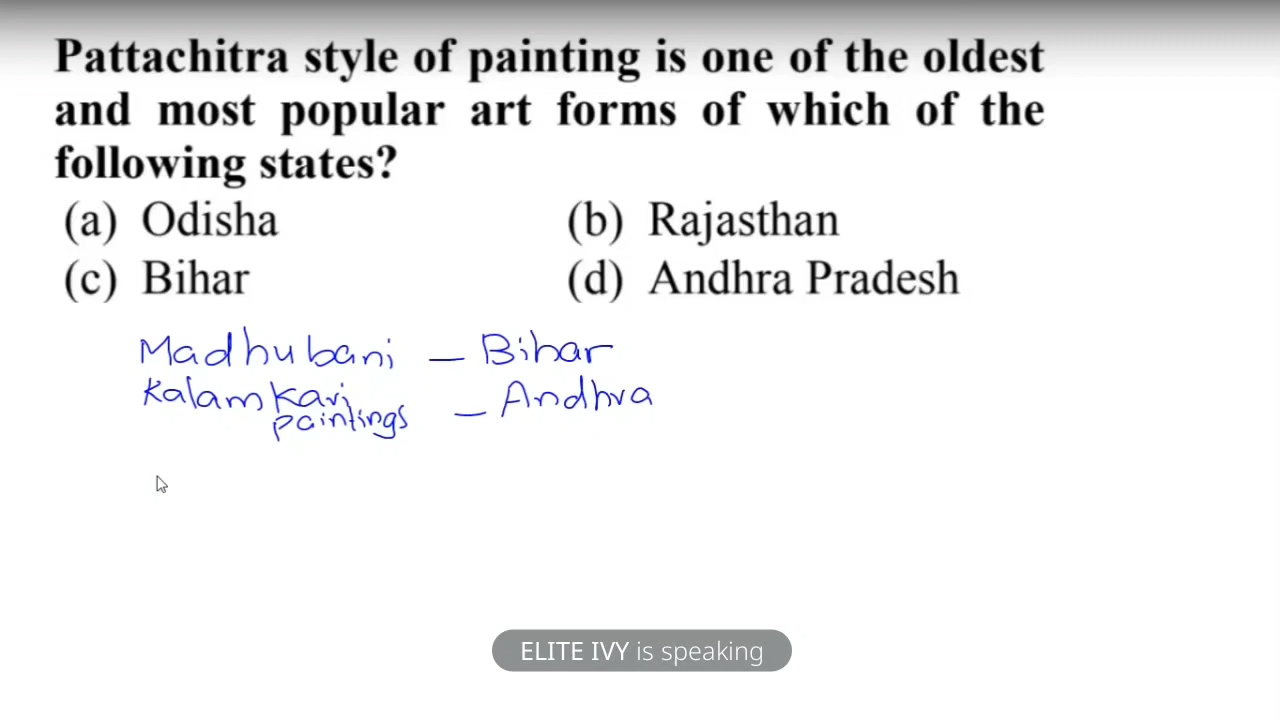 Pattachitra style of painting is one of the oldest
and most popular art forms of which of the
following states?
(a) Odisha (b) Rajasthan
(c) Bihar (d) Andhra Pradesh
Madhubani – Bihar
Kalamkari
paintings – Andhra
ELITE IVY is speaking